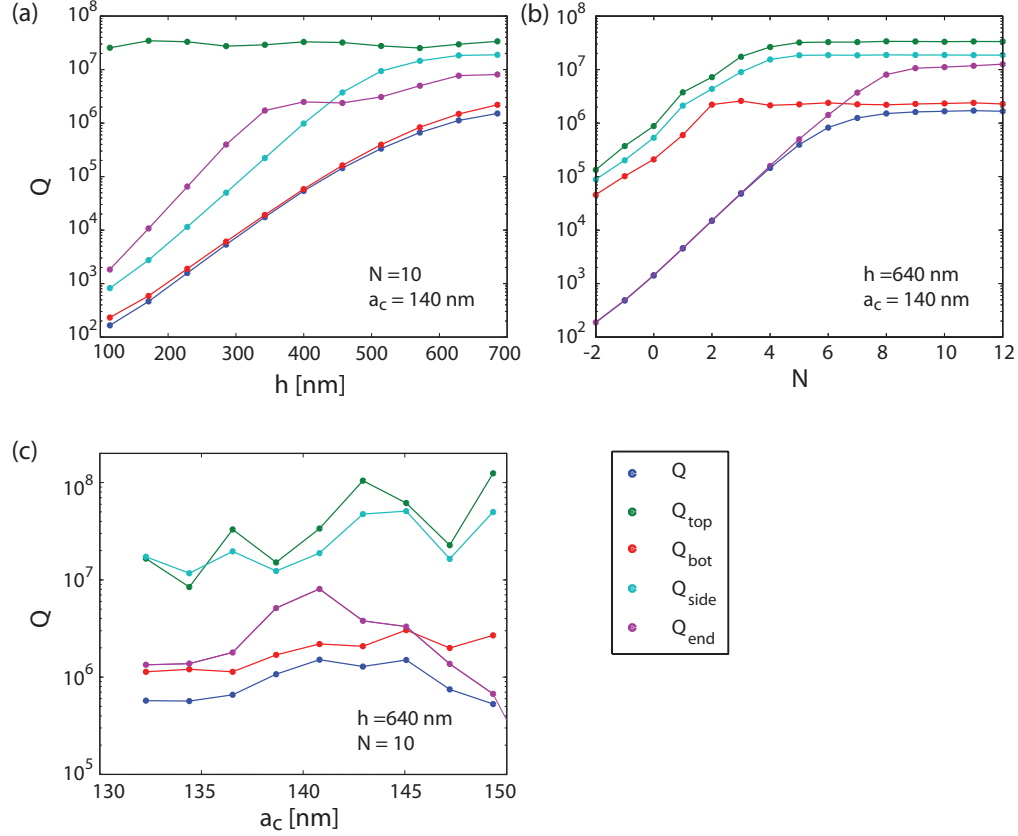 (a)
10^8
10^7
10^6
10^5
10^4
10^3
10^2
Q
100 200 300 400 500 600 700
h [nm]
N =10
a_c = 140 nm
(b)
10^8
10^7
10^6
10^5
10^4
10^3
10^2
-2 0 2 4 6 8 10 12
N
h =640 nm
a_c = 140 nm
(c)
10^8
10^7
10^6
10^5
Q
130 135 140 145 150
a_c [nm]
h =640 nm
N = 10
Q
Q_top
Q_bot
Q_side
Q_end